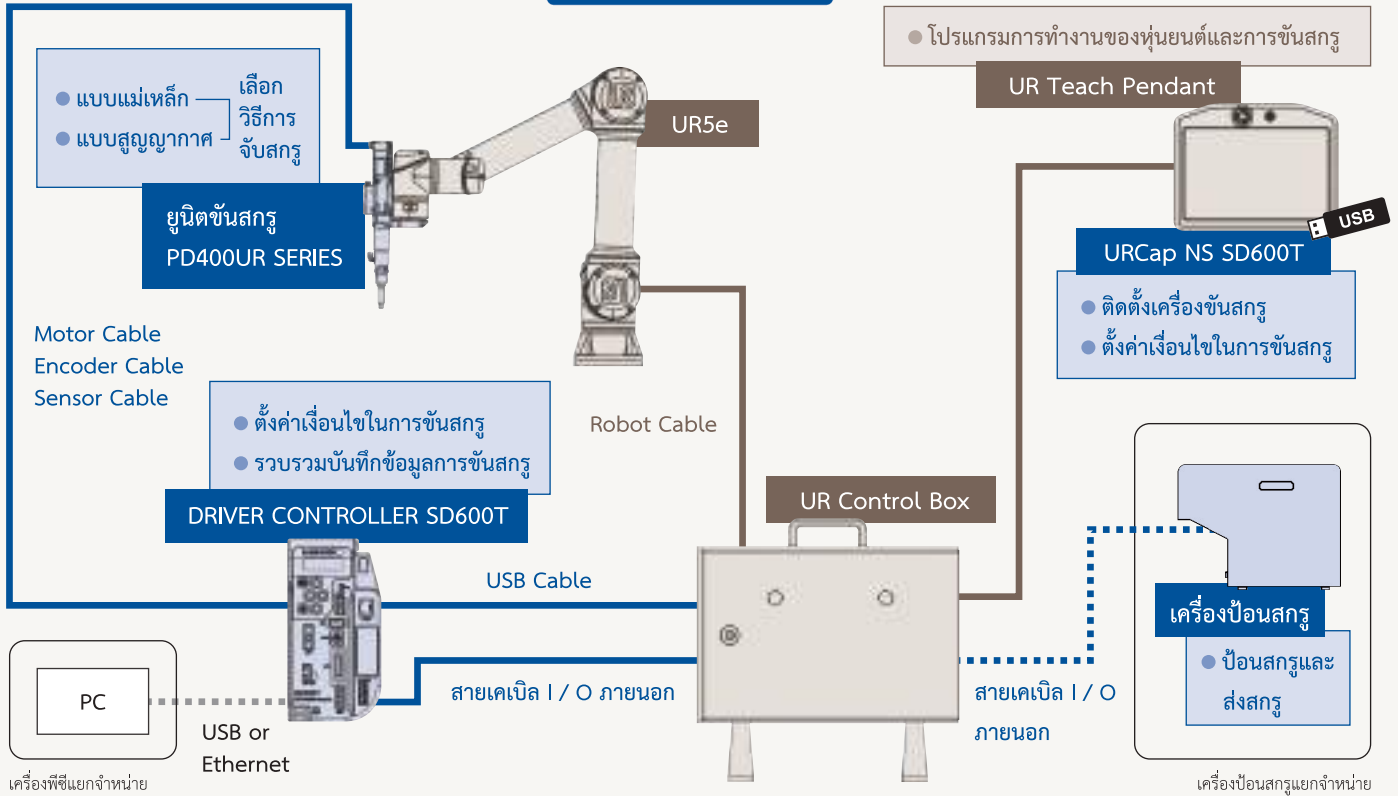 โปรแกรมการทำงานของหุ่นยนต์และการขันสกรู
UR Teach Pendant
แบบแม่เหล็ก
แบบสูญญากาศ
เลือก
วิธีการ
จับสกรู
UR5e
ยูนิตขันสกรู
PD400UR SERIES
USB
URCap NS SD600T
ติดตั้งเครื่องขันสกรู
ตั้งค่าเงื่อนไขในการขันสกรู
Motor Cable
Encoder Cable
Sensor Cable
ตั้งค่าเงื่อนไขในการขันสกรู
รวบรวมบันทึกข้อมูลการขันสกรู
DRIVER CONTROLLER SD600T
Robot Cable
UR Control Box
USB Cable
เครื่องป้อนสกรู
ป้อนสกรูและ
ส่งสกรู
PC
สายเคเบิล I / O ภายนอก
สายเคเบิล I / O
ภายนอก
USB or
Ethernet
เครื่องพีซีแยกจำหน่าย
เครื่องป้อนสกรูแยกจำหน่าย